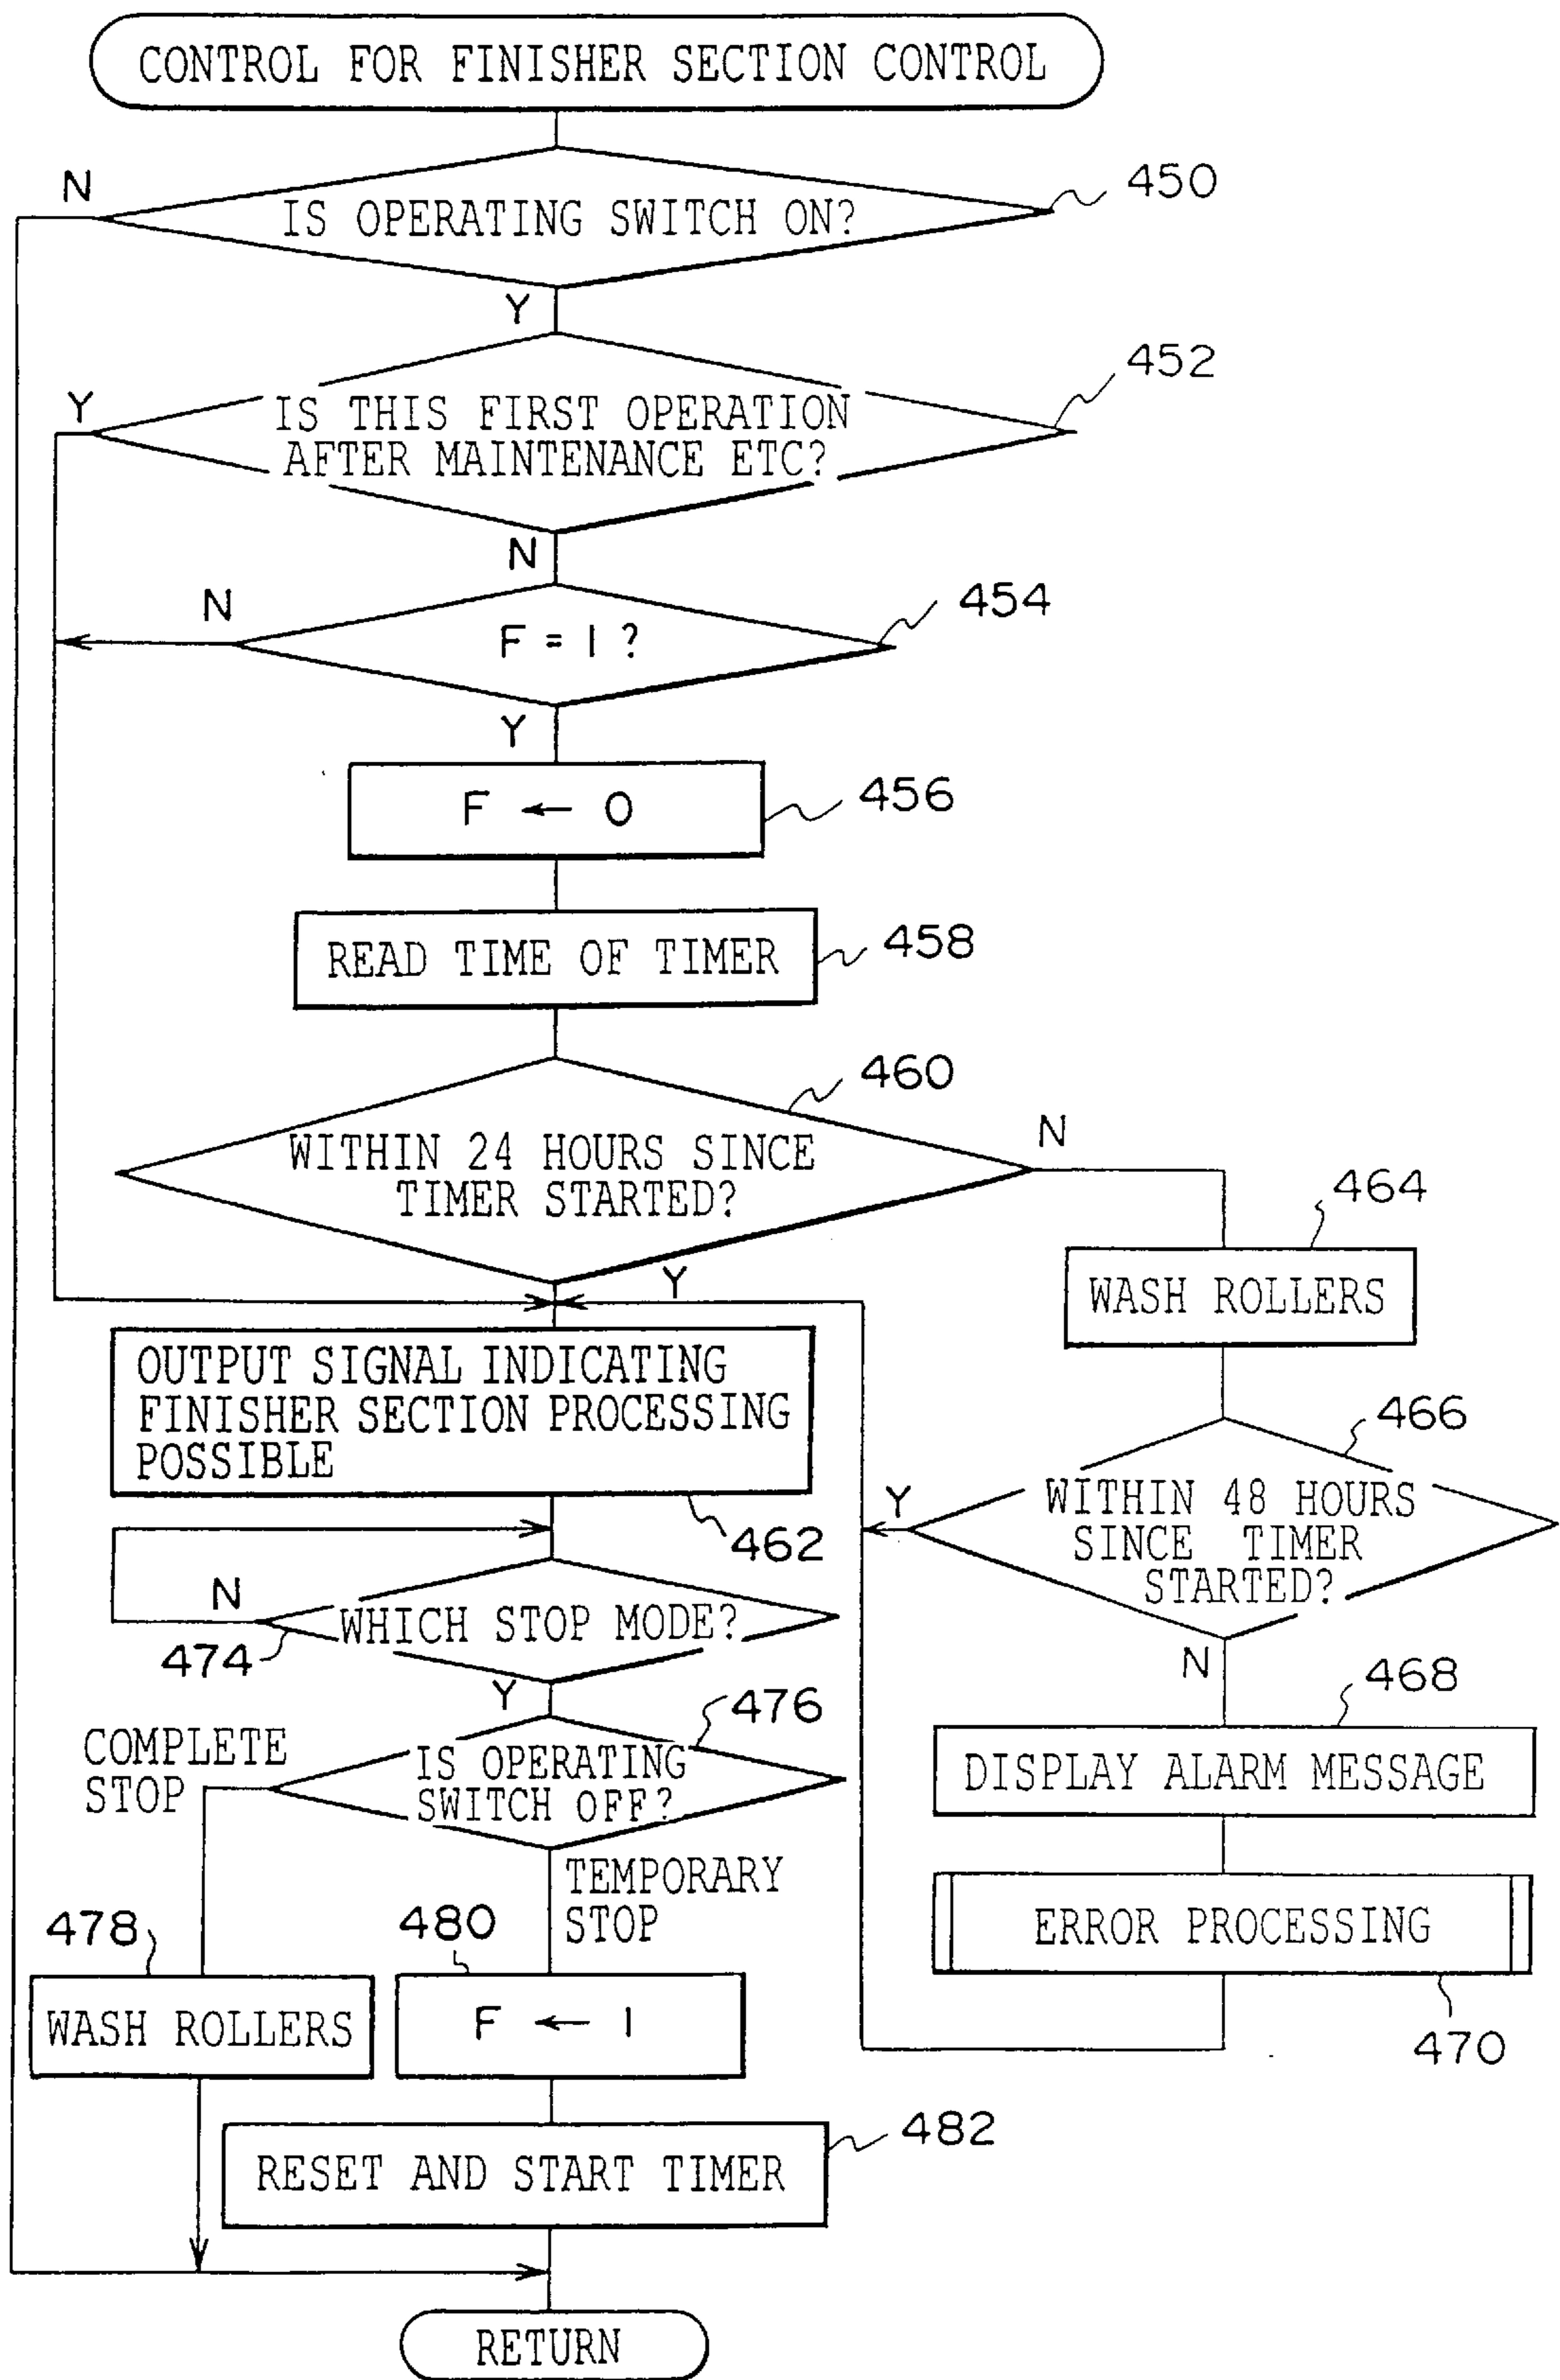 CONTROL FOR FINISHER SECTION CONTROL
N
IS OPERATING SWITCH ON?
450
Y
452
Y
IS THIS FIRST OPERATION
AFTER MAINTENANCE ETC?
N
N
454
F = 1 ?
Y
F ← 0
456
READ TIME OF TIMER
458
460
WITHIN 24 HOURS SINCE
TIMER STARTED?
N
464
Y
WASH ROLLERS
OUTPUT SIGNAL INDICATING
FINISHER SECTION PROCESSING
POSSIBLE
462
466
Y
WITHIN 48 HOURS
SINCE TIMER
STARTED?
N
N
WHICH STOP MODE?
474
Y
476
468
COMPLETE
STOP
IS OPERATING
SWITCH OFF?
DISPLAY ALARM MESSAGE
TEMPORARY
STOP
ERROR PROCESSING
470
478
480
WASH ROLLERS
F ← 1
482
RESET AND START TIMER
RETURN